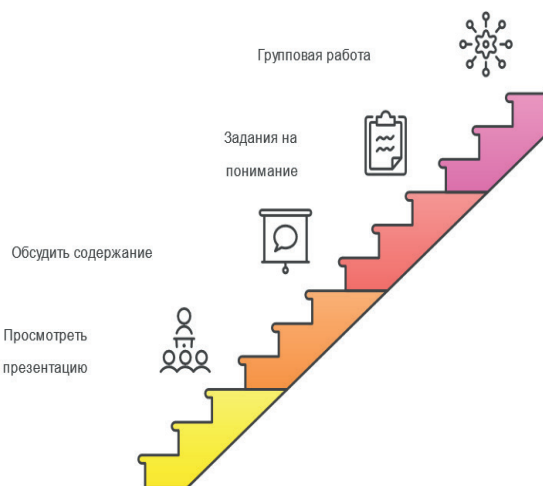 Групповая работа
Задания на
понимание
Обсудить содержание
Просмотреть
презентацию